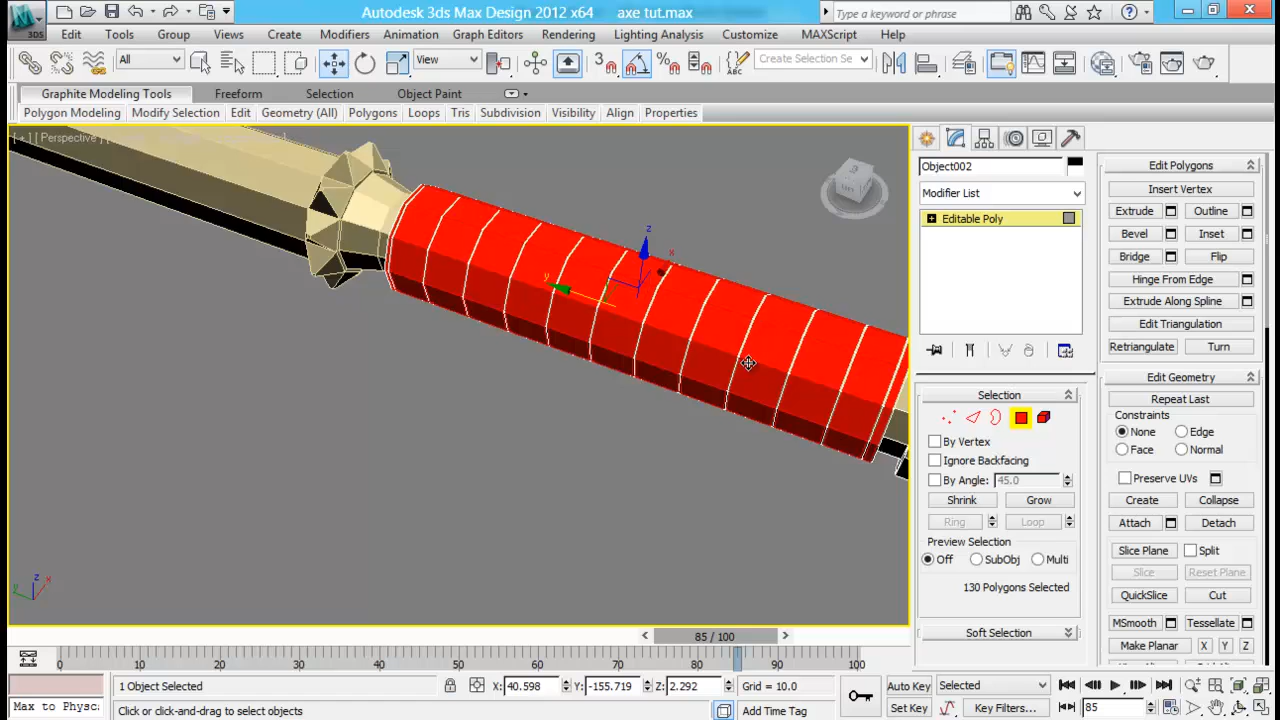 Autodesk 3ds Max Design 2012 x64 axe tut.max
Type a keyword or phrase
3DS
Edit Tools Group Views Create Modifiers Animation Graph Editors Rendering Lighting Analysis Customize MAXScript Help
All View 3 Create Selection Se
Graphite Modeling Tools Freeform Selection Object Paint
Polygon Modeling Modify Selection Edit Geometry (All) Polygons Loops Tris Subdivision Visibility Align Properties
[ + ] [ Perspective ]
z
x
y
z
x
y
Object002
Modifier List
Editable Poly
Selection
By Vertex
Ignore Backfacing
By Angle: 45.0
Shrink Grow
Ring Loop
Preview Selection
Off SubObj Multi
130 Polygons Selected
Soft Selection
Edit Polygons
Insert Vertex
Extrude Outline
Bevel Inset
Bridge Flip
Hinge From Edge
Extrude Along Spline
Edit Triangulation
Retriangulate Turn
Edit Geometry
Repeat Last
Constraints
None Edge
Face Normal
Preserve UVs
Create Collapse
Attach Detach
Slice Plane Split
Slice Reset Plane
QuickSlice Cut
MSmooth Tessellate
Make Planar X Y Z
85 / 100
0 10 20 30 40 50 60 70 80 90 100
1 Object Selected X: 40.598 Y: -155.719 Z: 2.292 Grid = 10.0 Auto Key Selected
Max to Physc Click or click-and-drag to select objects Add Time Tag Set Key Key Filters... 85